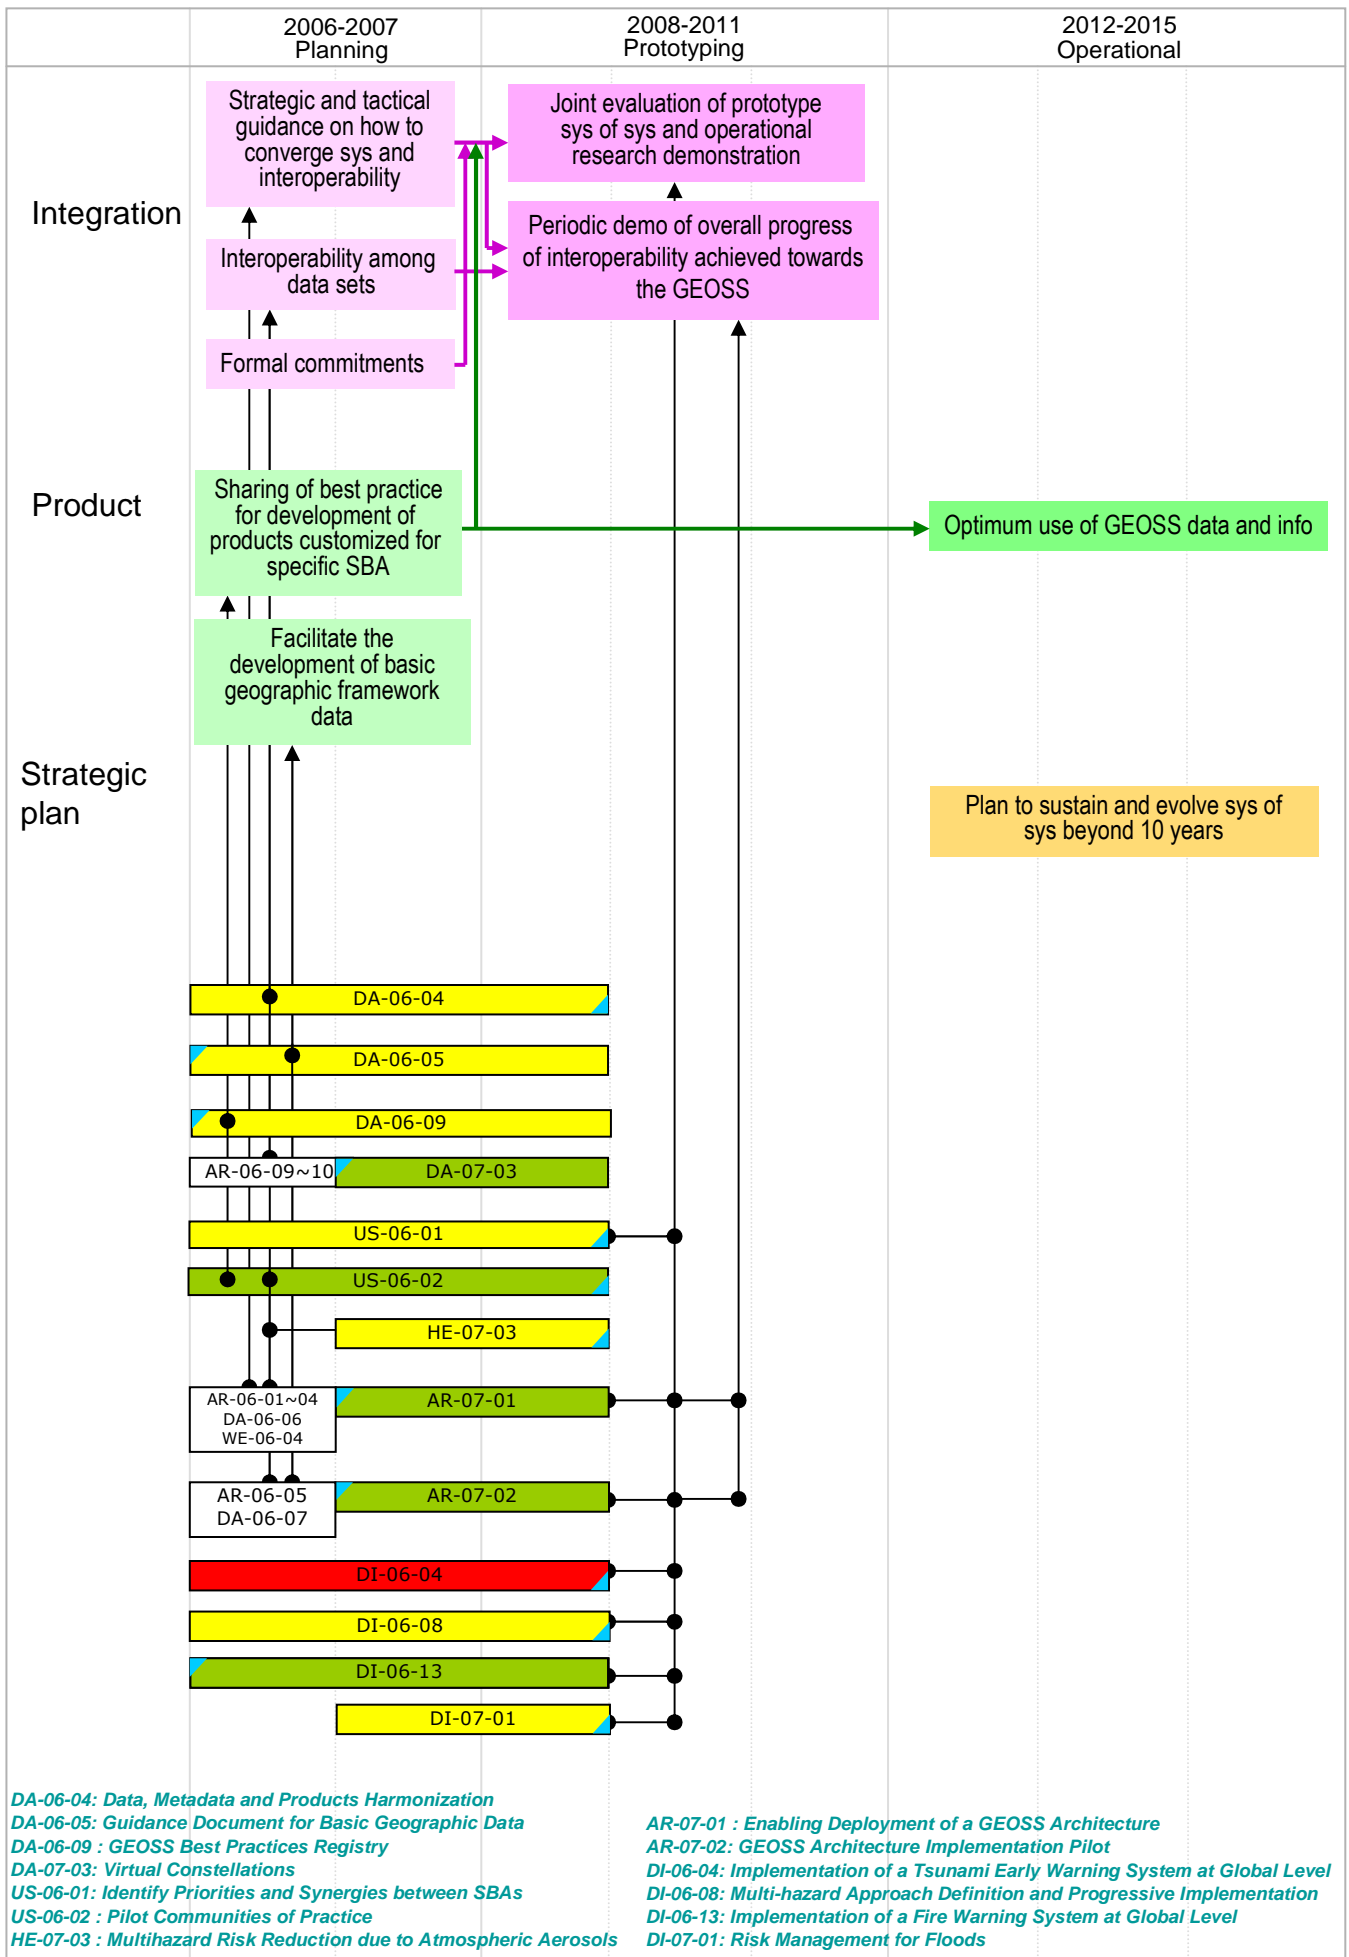 2006-2007
Planning
2008-2011
Prototyping
2012-2015
Operational
Integration
Strategic and tactical
guidance on how to
converge sys and
interoperability
Joint evaluation of prototype
sys of sys and operational
research demonstration
Interoperability among
data sets
Periodic demo of overall progress
of interoperability achieved towards
the GEOSS
Formal commitments
Product
Sharing of best practice
for development of
products customized for
specific SBA
Optimum use of GEOSS data and info
Facilitate the
development of basic
geographic framework
data
Strategic
plan
Plan to sustain and evolve sys of
sys beyond 10 years
DA-06-04
DA-06-05
DA-06-09
AR-06-09~10
DA-07-03
US-06-01
US-06-02
HE-07-03
AR-06-01~04
DA-06-06
WE-06-04
AR-07-01
AR-06-05
DA-06-07
AR-07-02
DI-06-04
DI-06-08
DI-06-13
DI-07-01
DA-06-04: Data, Metadata and Products Harmonization
DA-06-05: Guidance Document for Basic Geographic Data
DA-06-09 : GEOSS Best Practices Registry
DA-07-03: Virtual Constellations
US-06-01: Identify Priorities and Synergies between SBAs
US-06-02 : Pilot Communities of Practice
HE-07-03 : Multihazard Risk Reduction due to Atmospheric Aerosols
AR-07-01 : Enabling Deployment of a GEOSS Architecture
AR-07-02: GEOSS Architecture Implementation Pilot
DI-06-04: Implementation of a Tsunami Early Warning System at Global Level
DI-06-08: Multi-hazard Approach Definition and Progressive Implementation
DI-06-13: Implementation of a Fire Warning System at Global Level
DI-07-01: Risk Management for Floods